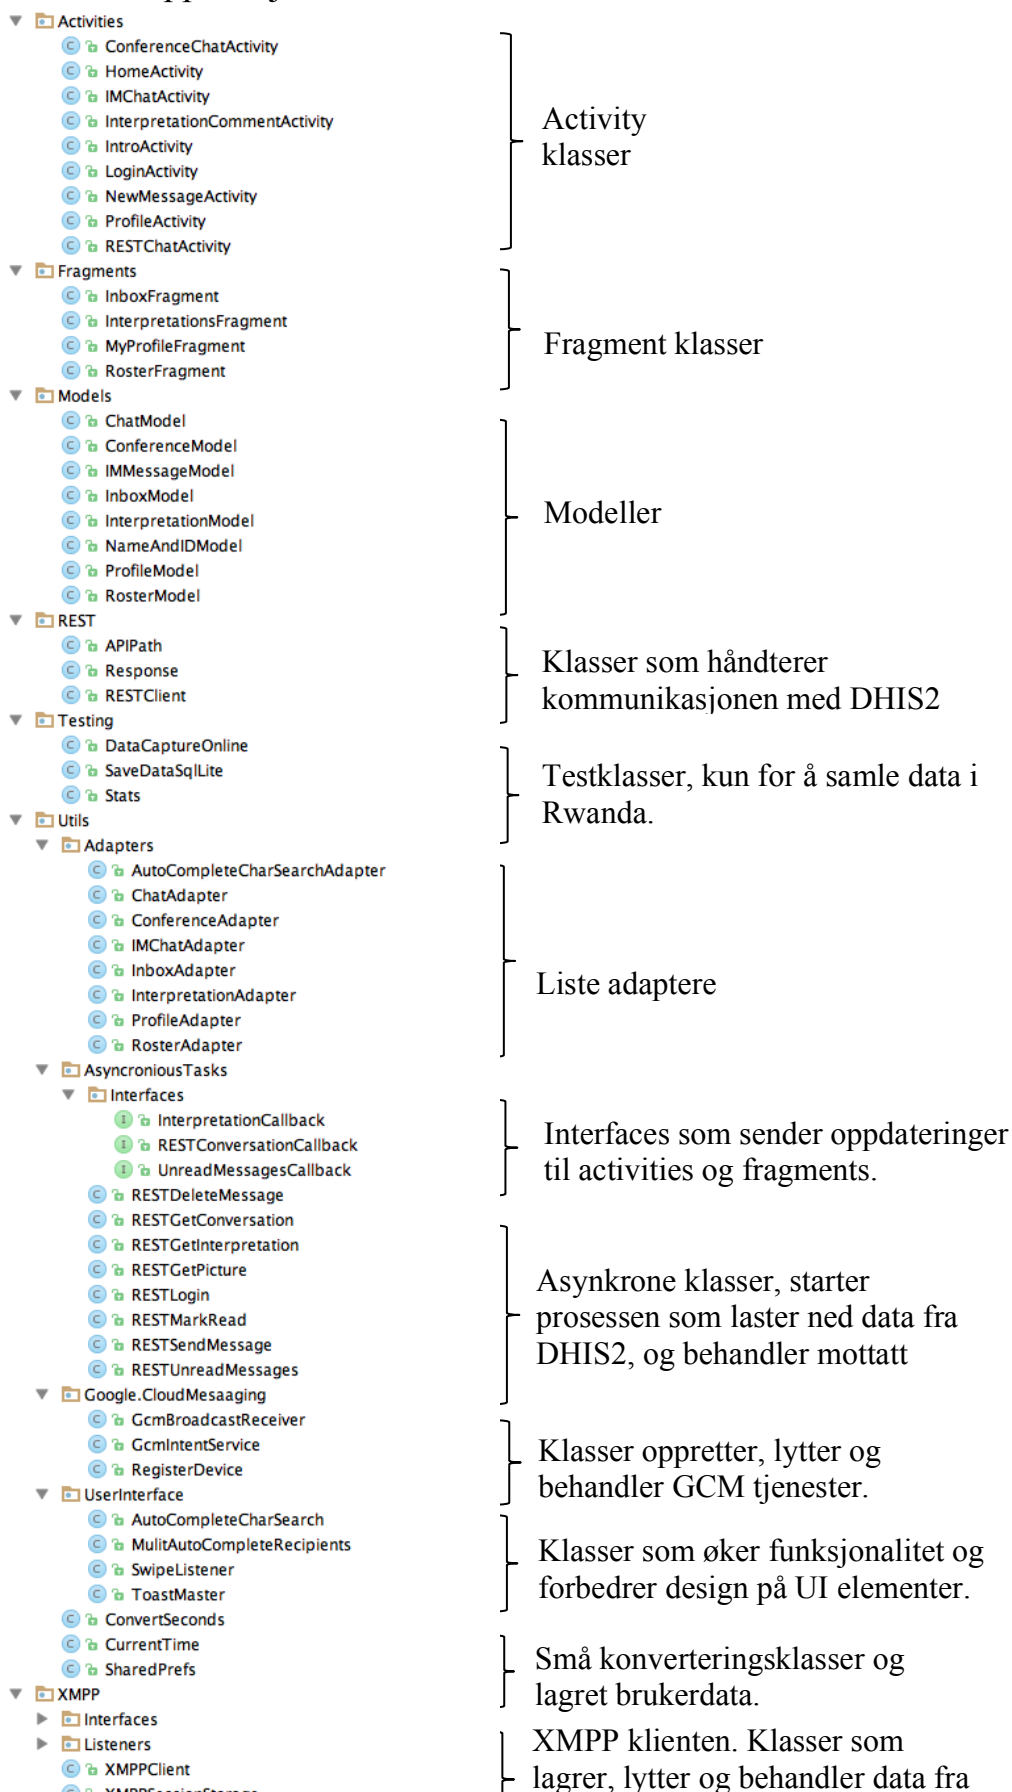 Activities
ConferenceChatActivity
HomeActivity
IMChatActivity
InterpretationCommentActivity
IntroActivity
LoginActivity
NewMessageActivity
ProfileActivity
RESTChatActivity
Activity
klasser
Fragments
InboxFragment
InterpretationsFragment
MyProfileFragment
RosterFragment
Fragment klasser
Models
ChatModel
ConferenceModel
IMMessageModel
InboxModel
InterpretationModel
NameAndIDModel
ProfileModel
RosterModel
Modeller
REST
APIPath
Response
RESTClient
Klasser som håndterer
kommunikasjonen med DHIS2
Testing
DataCaptureOnline
SaveDataSqlLite
Stats
Testklasser, kun for å samle data i
Rwanda.
Utils
Adapters
AutoCompleteCharSearchAdapter
ChatAdapter
ConferenceAdapter
IMChatAdapter
InboxAdapter
InterpretationAdapter
ProfileAdapter
RosterAdapter
Liste adaptere
AsyncroniousTasks
Interfaces
InterpretationCallback
RESTConversationCallback
UnreadMessagesCallback
Interfaces som sender oppdateringer
til activities og fragments.
RESTDeleteMessage
RESTGetConversation
RESTGetInterpretation
RESTGetPicture
RESTLogin
RESTMarkRead
RESTSendMessage
RESTUnreadMessages
Asynkrone klasser, starter
prosessen som laster ned data fra
DHIS2, og behandler mottatt
Google.CloudMesaaging
GcmBroadcastReceiver
GcmIntentService
RegisterDevice
Klasser oppretter, lytter og
behandler GCM tjenester.
UserInterface
AutoCompleteCharSearch
MulitAutoCompleteRecipients
SwipeListener
ToastMaster
Klasser som øker funksjonalitet og
forbedrer design på UI elementer.
ConvertSeconds
CurrentTime
SharedPrefs
Små konverteringsklasser og
lagret brukerdata.
XMPP
Interfaces
Listeners
XMPPClient
XMPPSessionStorage
XMPP klienten. Klasser som
lagrer, lytter og behandler data fra